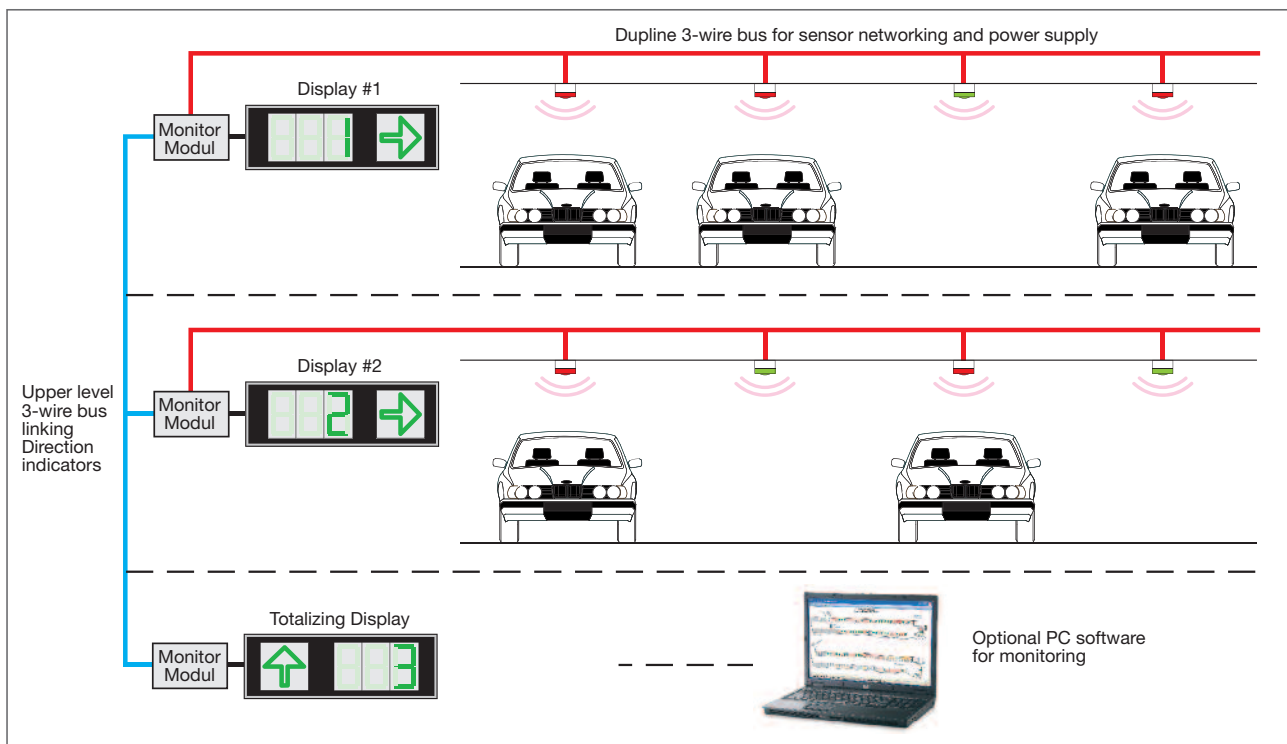 Dupline 3-wire bus for sensor networking and power supply
Display #1
Monitor
Modul
1
Display #2
Upper level
3-wire bus
linking
Direction
indicators
Monitor
Modul
2
Totalizing Display
Monitor
Modul
3
Optional PC software
for monitoring